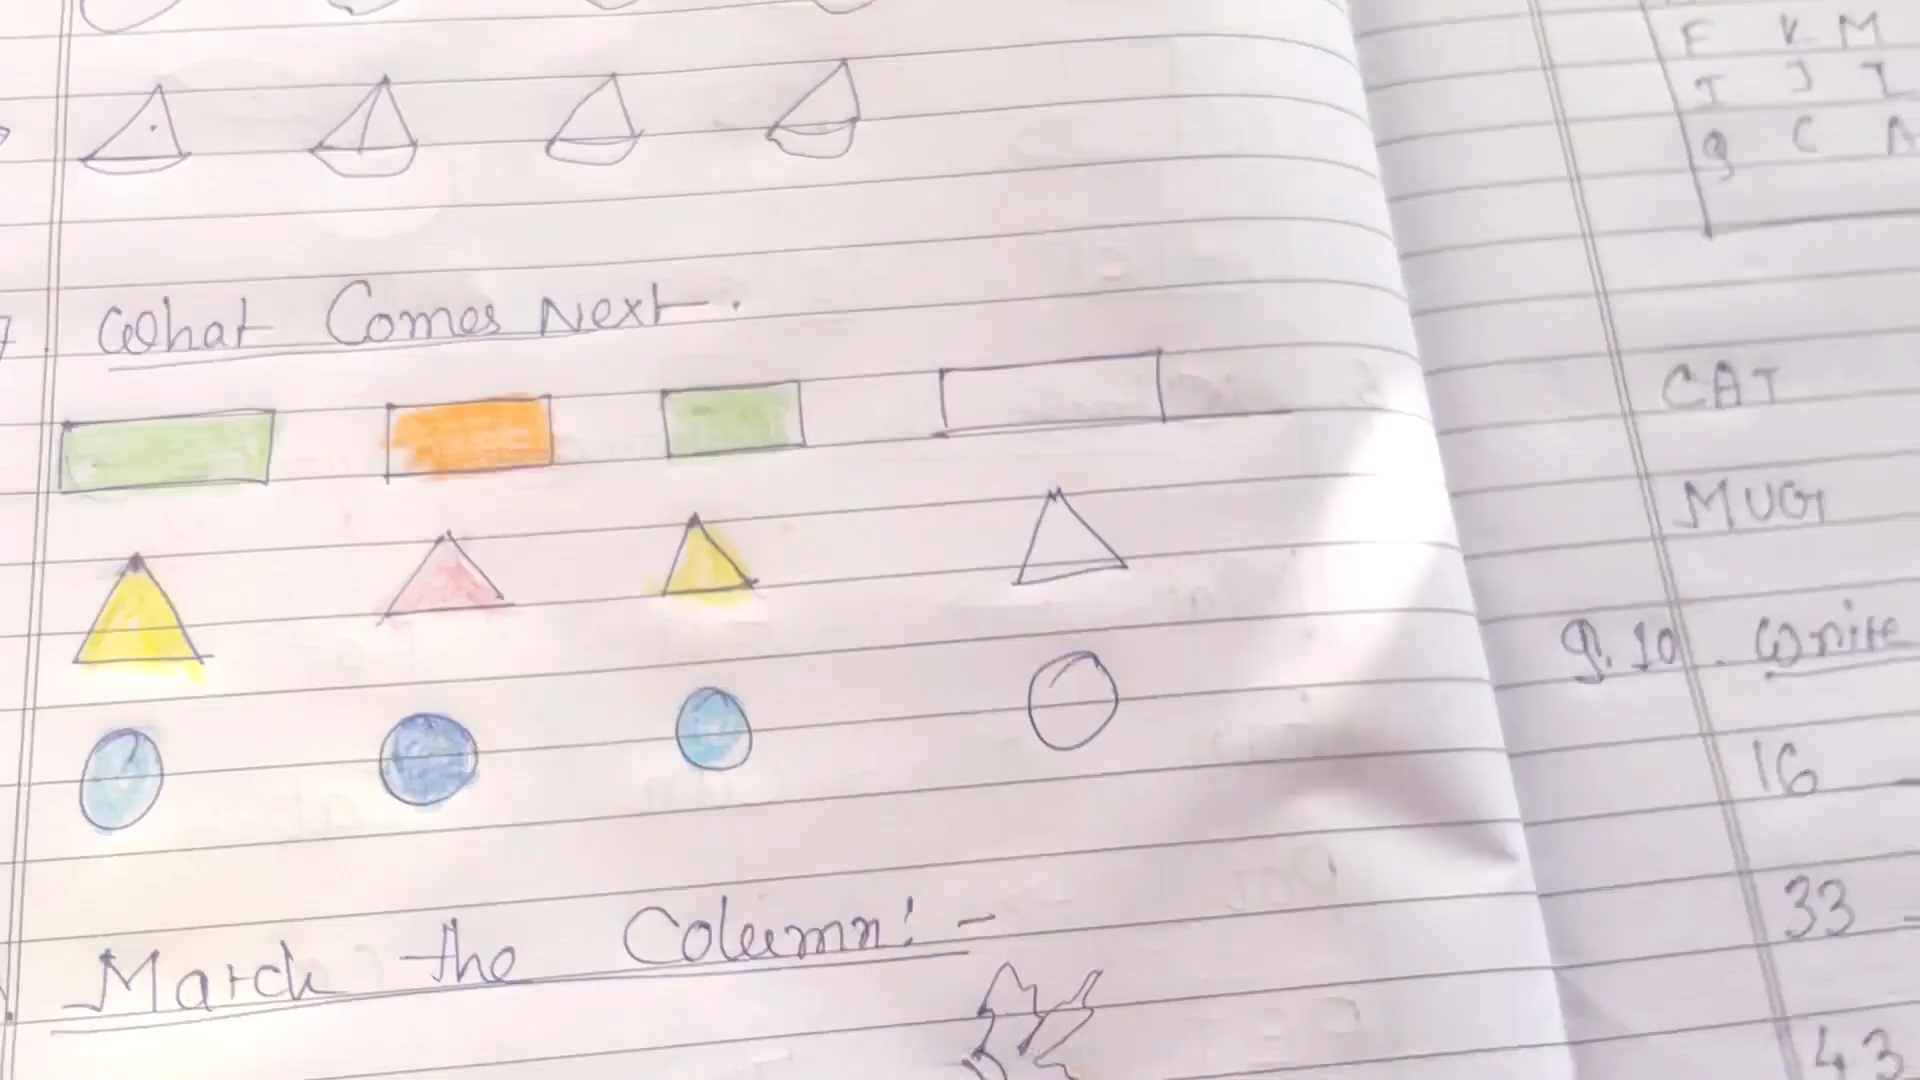 What Comes Next.
Match the Column:-
F K M
I J I
g C A
CAT
MUG
Q.10. Write
16
33
43